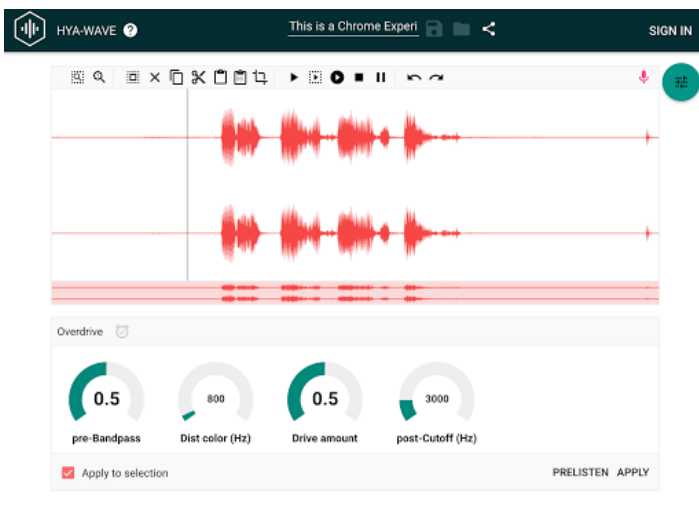 HYA-WAVE ?
This is a Chrome Experi
SIGN IN
Overdrive
0.5
800
0.5
3000
pre-Bandpass
Dist color (Hz)
Drive amount
post-Cutoff (Hz)
Apply to selection
PRELISTEN APPLY